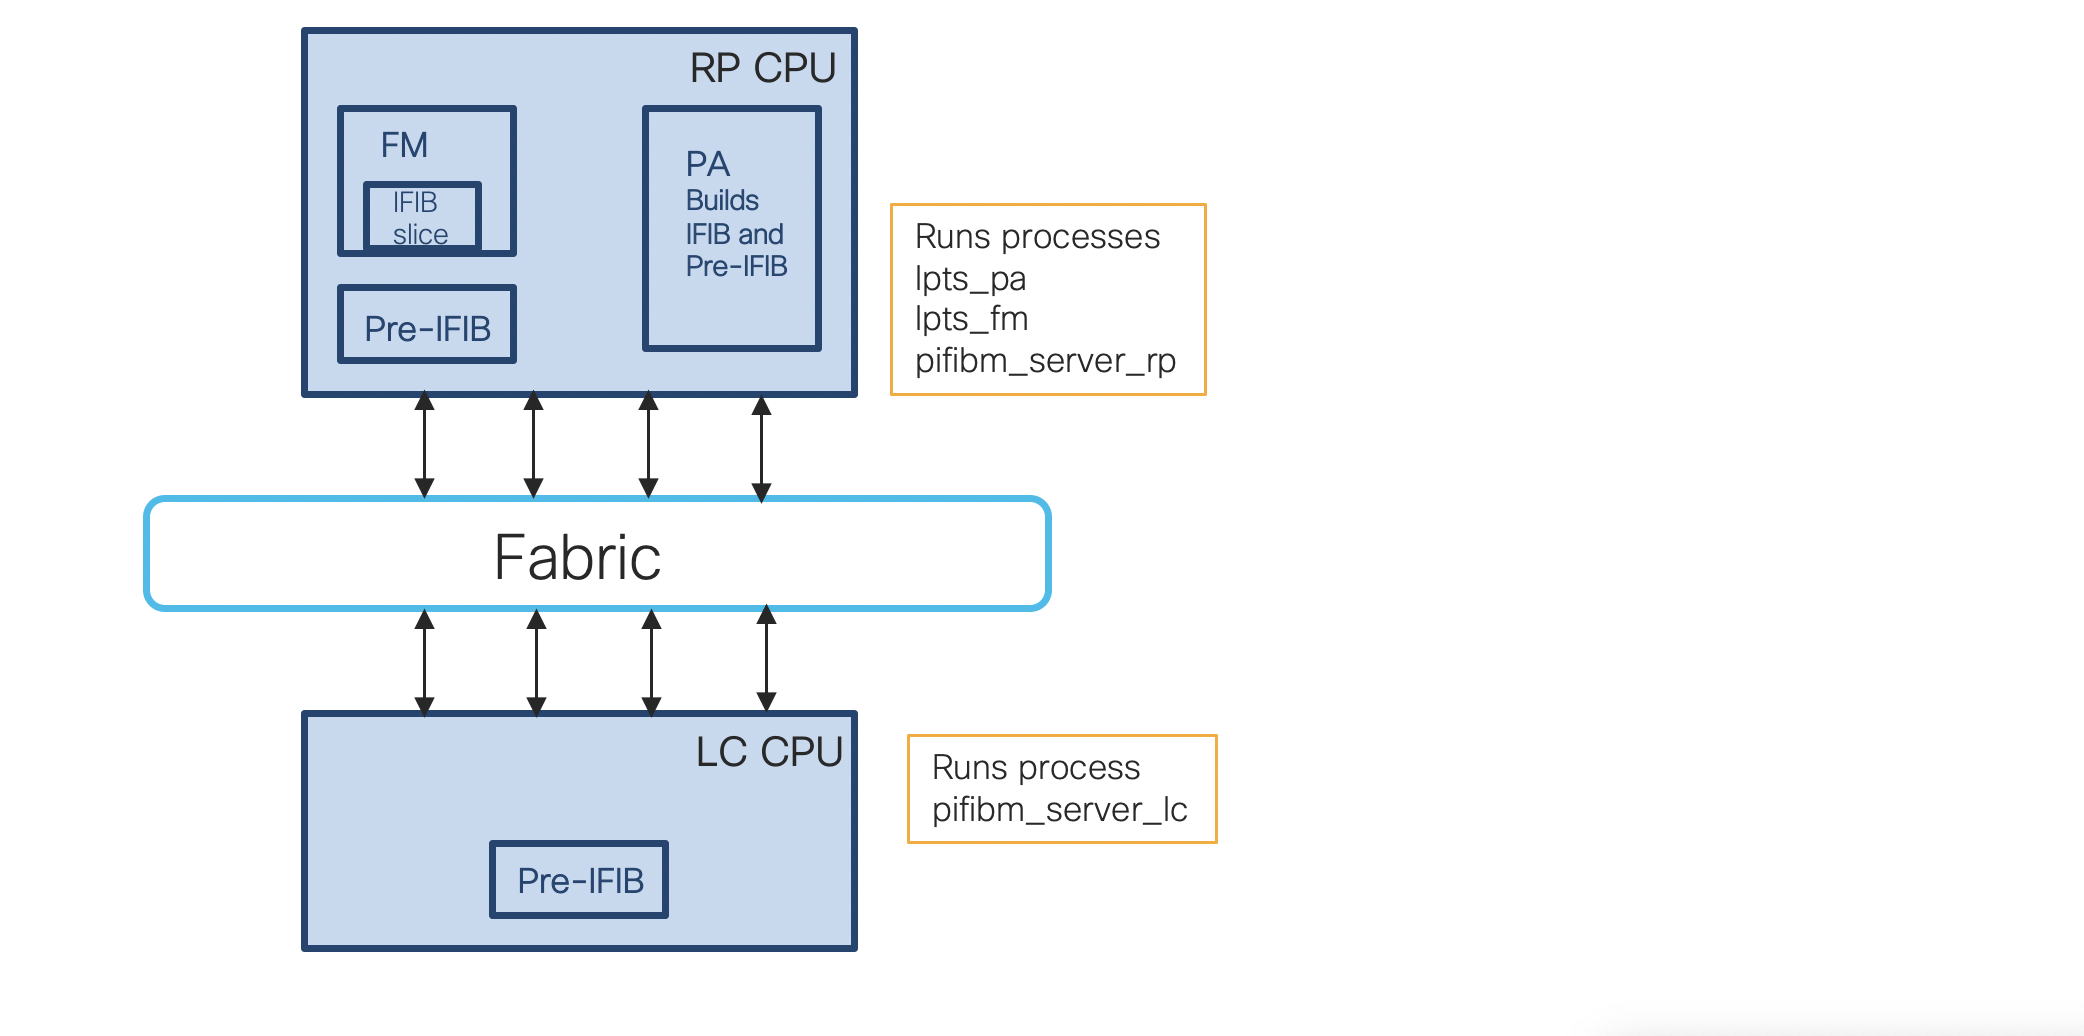 RP CPU
FM
IFIB
slice
Pre-IFIB
PA
Builds
IFIB and
Pre-IFIB
Runs processes
lpts_pa
lpts_fm
pifibm_server_rp
Fabric
LC CPU
Pre-IFIB
Runs process
pifibm_server_lc